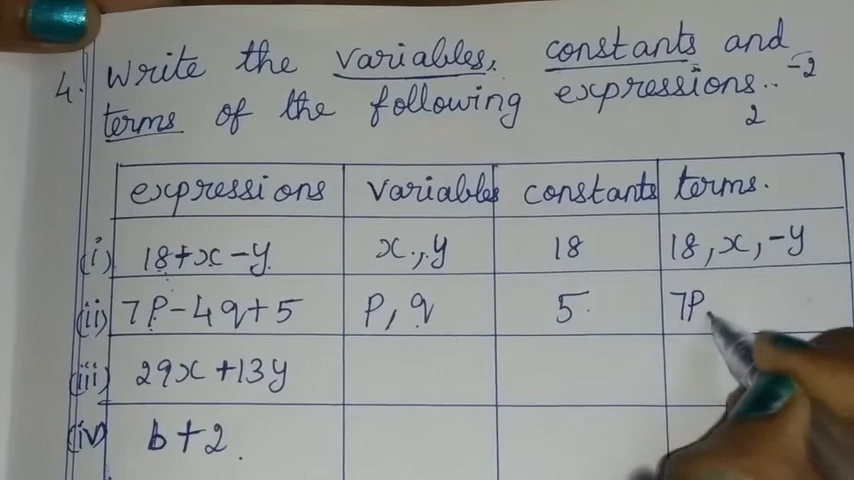 4. Write the variables, constants and
terms of the following expressions.. -2
2
expressions variables constants terms.
(i) 18+x-y x, y 18 18, x, -y
(ii) 7P-4q+5 P, q 5. 7P
(iii) 29x+13y
(iv) b+2.